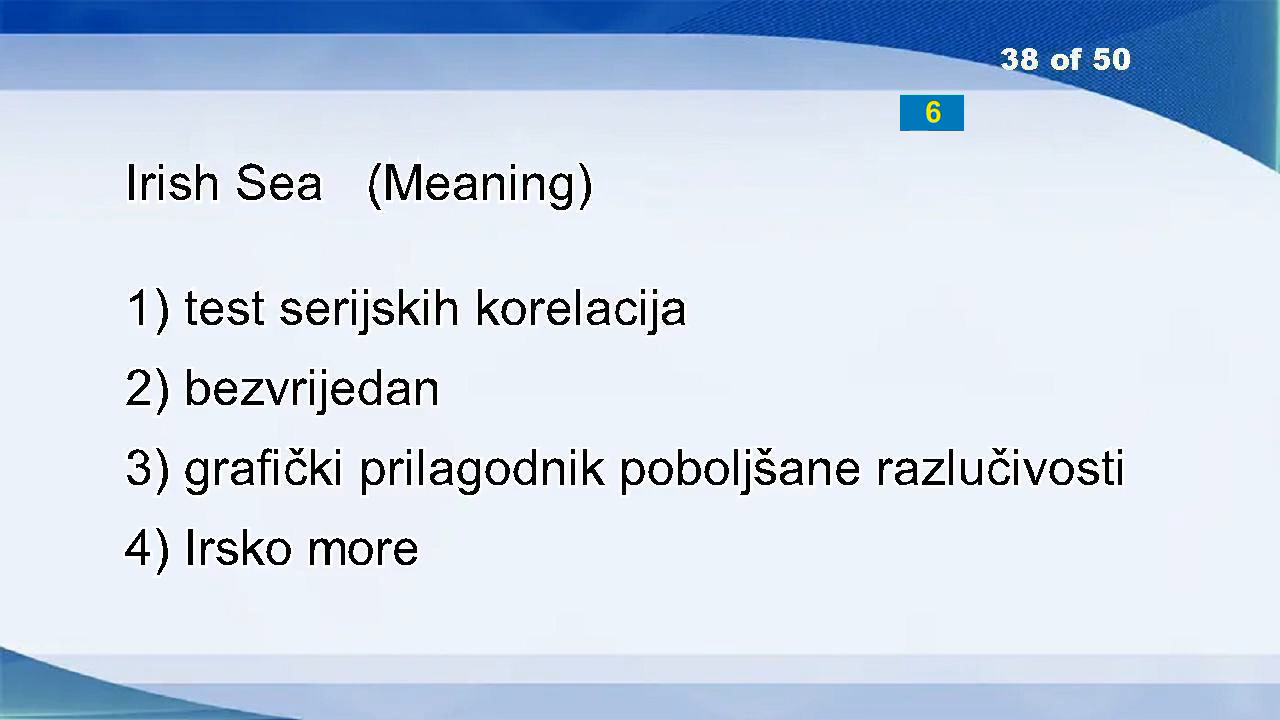 38 of 50
6
Irish Sea (Meaning)
1) test serijskih korelacija
2) bezvrijedan
3) grafički prilagodnik poboljšane razlučivosti
4) Irsko more